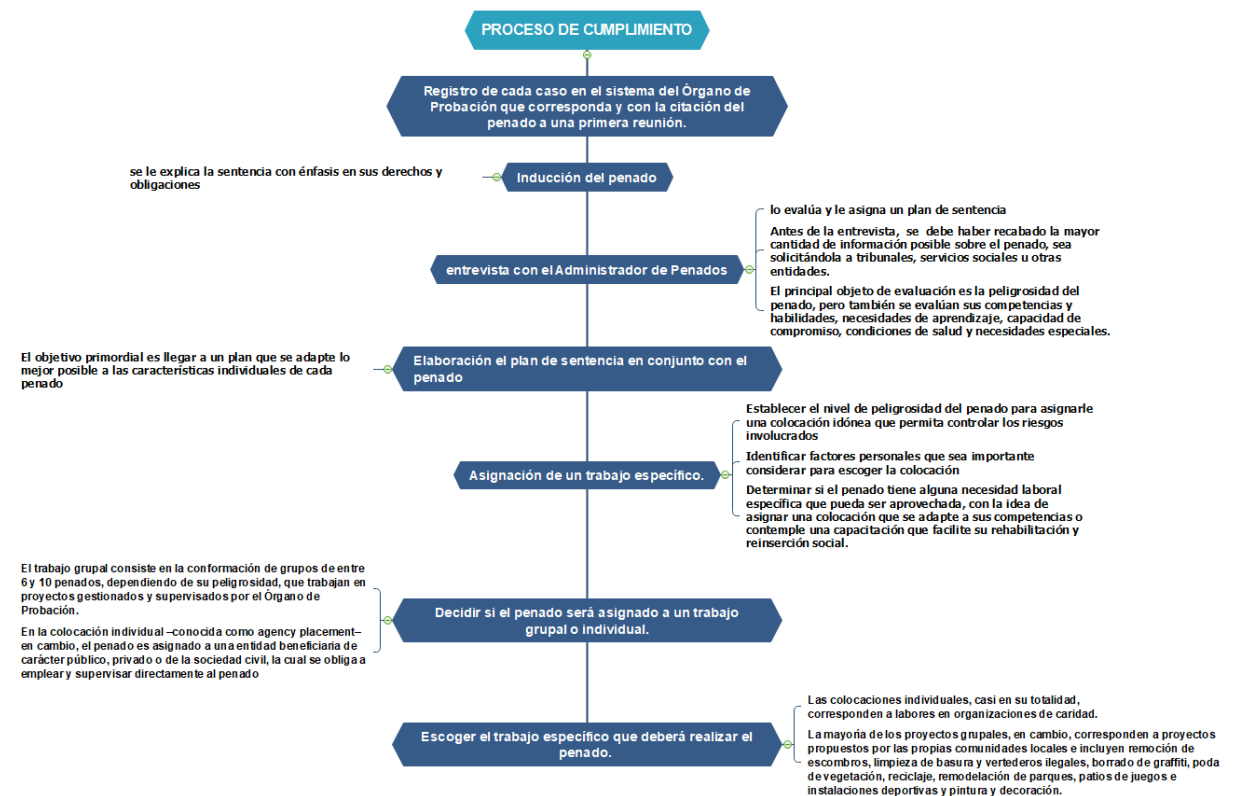 PROCESO DE CUMPLIMIENTO
Registro de cada caso en el sistema del Órgano de
Probación que corresponda y con la citación del
penado a una primera reunión.
se le explica la sentencia con énfasis en sus derechos y
obligaciones
Inducción del penado
entrevista con el Administrador de Penados
lo evalúa y le asigna un plan de sentencia
Antes de la entrevista, se debe haber recabado la mayor
cantidad de información posible sobre el penado, sea
solicitándola a tribunales, servicios sociales u otras
entidades.
El principal objeto de evaluación es la peligrosidad del
penado, pero también se evalúan sus competencias y
habilidades, necesidades de aprendizaje, capacidad de
compromiso, condiciones de salud y necesidades especiales.
El objetivo primordial es llegar a un plan que se adapte lo
mejor posible a las características individuales de cada
penado
Elaboración el plan de sentencia en conjunto con el
penado
Asignación de un trabajo específico.
Establecer el nivel de peligrosidad del penado para asignarle
una colocación idónea que permita controlar los riesgos
involucrados
Identificar factores personales que sea importante
considerar para escoger la colocación
Determinar si el penado tiene alguna necesidad laboral
específica que pueda ser aprovechada, con la idea de
asignar una colocación que se adapte a sus competencias o
contemple una capacitación que facilite su rehabilitación y
reinserción social.
El trabajo grupal consiste en la conformación de grupos de entre
6 y 10 penados, dependiendo de su peligrosidad, que trabajan en
proyectos gestionados y supervisados por el Órgano de
Probación.
En la colocación individual –conocida como agency placement–
en cambio, el penado es asignado a una entidad beneficiaria de
carácter público, privado o de la sociedad civil, la cual se obliga a
emplear y supervisar directamente al penado
Decidir si el penado será asignado a un trabajo
grupal o individual.
Escoger el trabajo específico que deberá realizar el
penado.
Las colocaciones individuales, casi en su totalidad,
corresponden a labores en organizaciones de caridad.
La mayoría de los proyectos grupales, en cambio, corresponden a proyectos
propuestos por las propias comunidades locales e incluyen remoción de
escombros, limpieza de basura y vertederos ilegales, borrado de graffiti, poda
de vegetación, reciclaje, remodelación de parques, patios de juegos e
instalaciones deportivas y pintura y decoración.